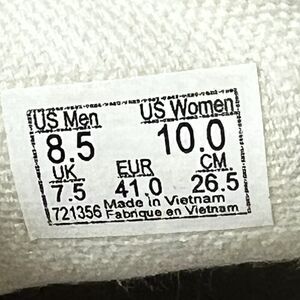 US Men US Women
8.5 10.0
UK EUR CM
7.5 41.0 26.5
721356 Made in Vietnam
Fabrique en Vietnam